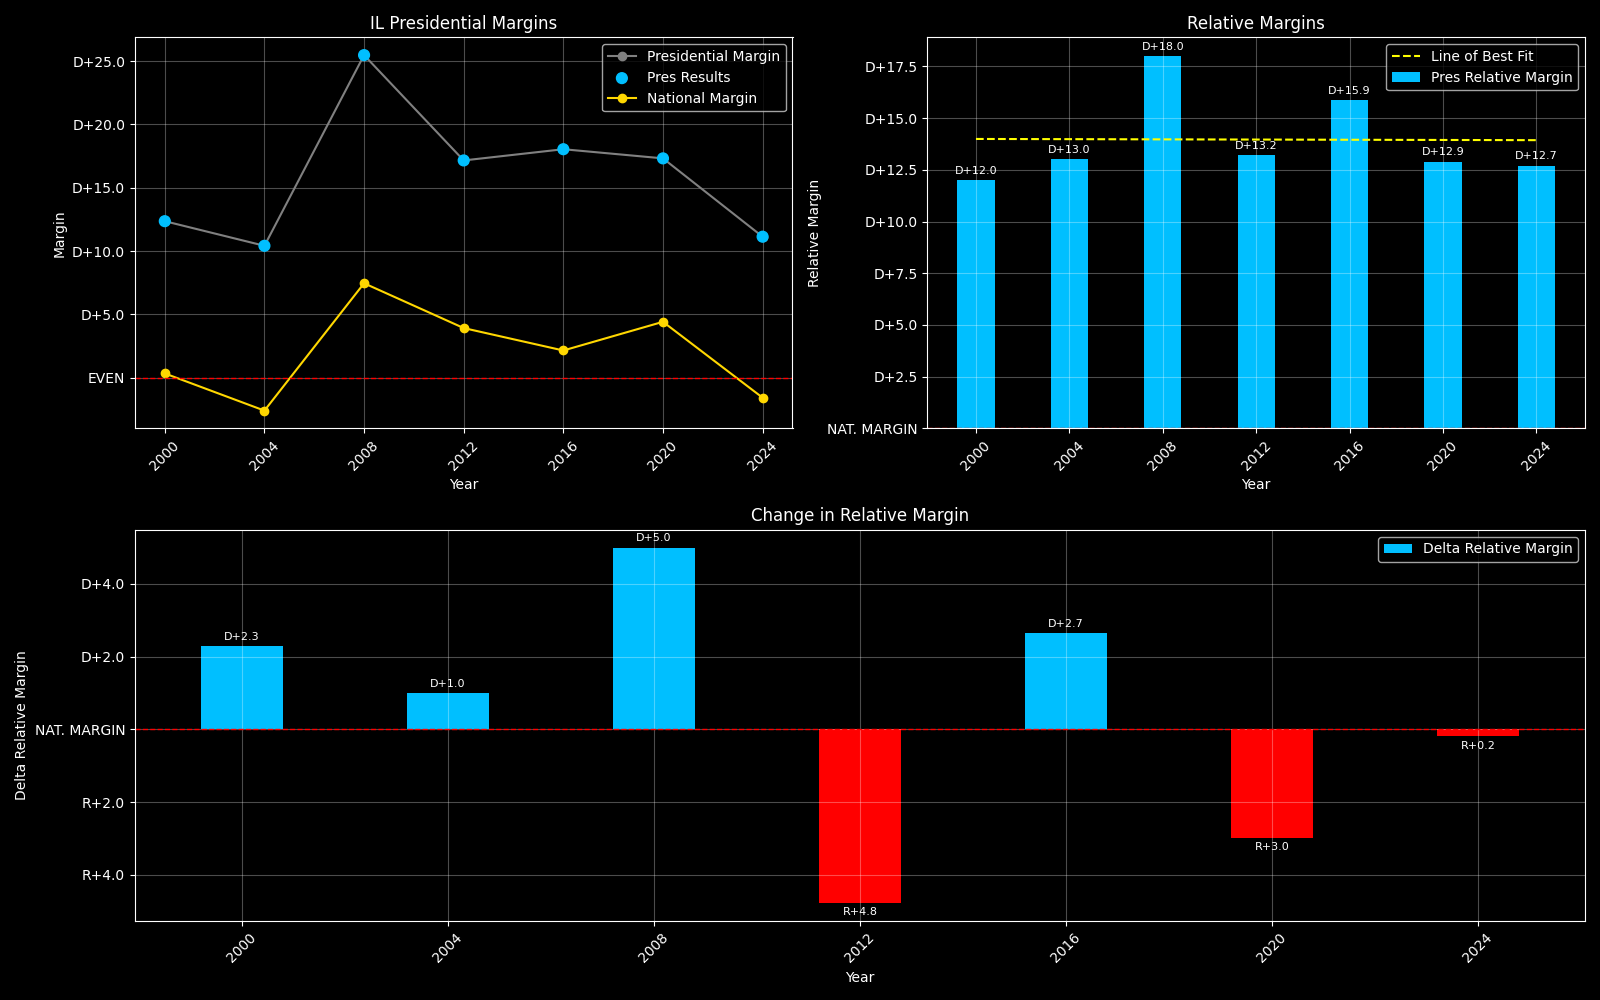 IL Presidential Margins
Margin
D+25.0
D+20.0
D+15.0
D+10.0
D+5.0
EVEN
Presidential Margin
Pres Results
National Margin
2000
2004
2008
2012
2016
2020
2024
Year
Relative Margins
Relative Margin
D+17.5
D+15.0
D+12.5
D+10.0
D+7.5
D+5.0
D+2.5
NAT. MARGIN
Line of Best Fit
Pres Relative Margin
D+12.0
D+13.0
D+18.0
D+13.2
D+15.9
D+12.9
D+12.7
2000
2004
2008
2012
2016
2020
2024
Year
Change in Relative Margin
Delta Relative Margin
D+4.0
D+2.0
NAT. MARGIN
R+2.0
R+4.0
Delta Relative Margin
D+2.3
D+1.0
D+5.0
R+4.8
D+2.7
R+3.0
R+0.2
2000
2004
2008
2012
2016
2020
2024
Year